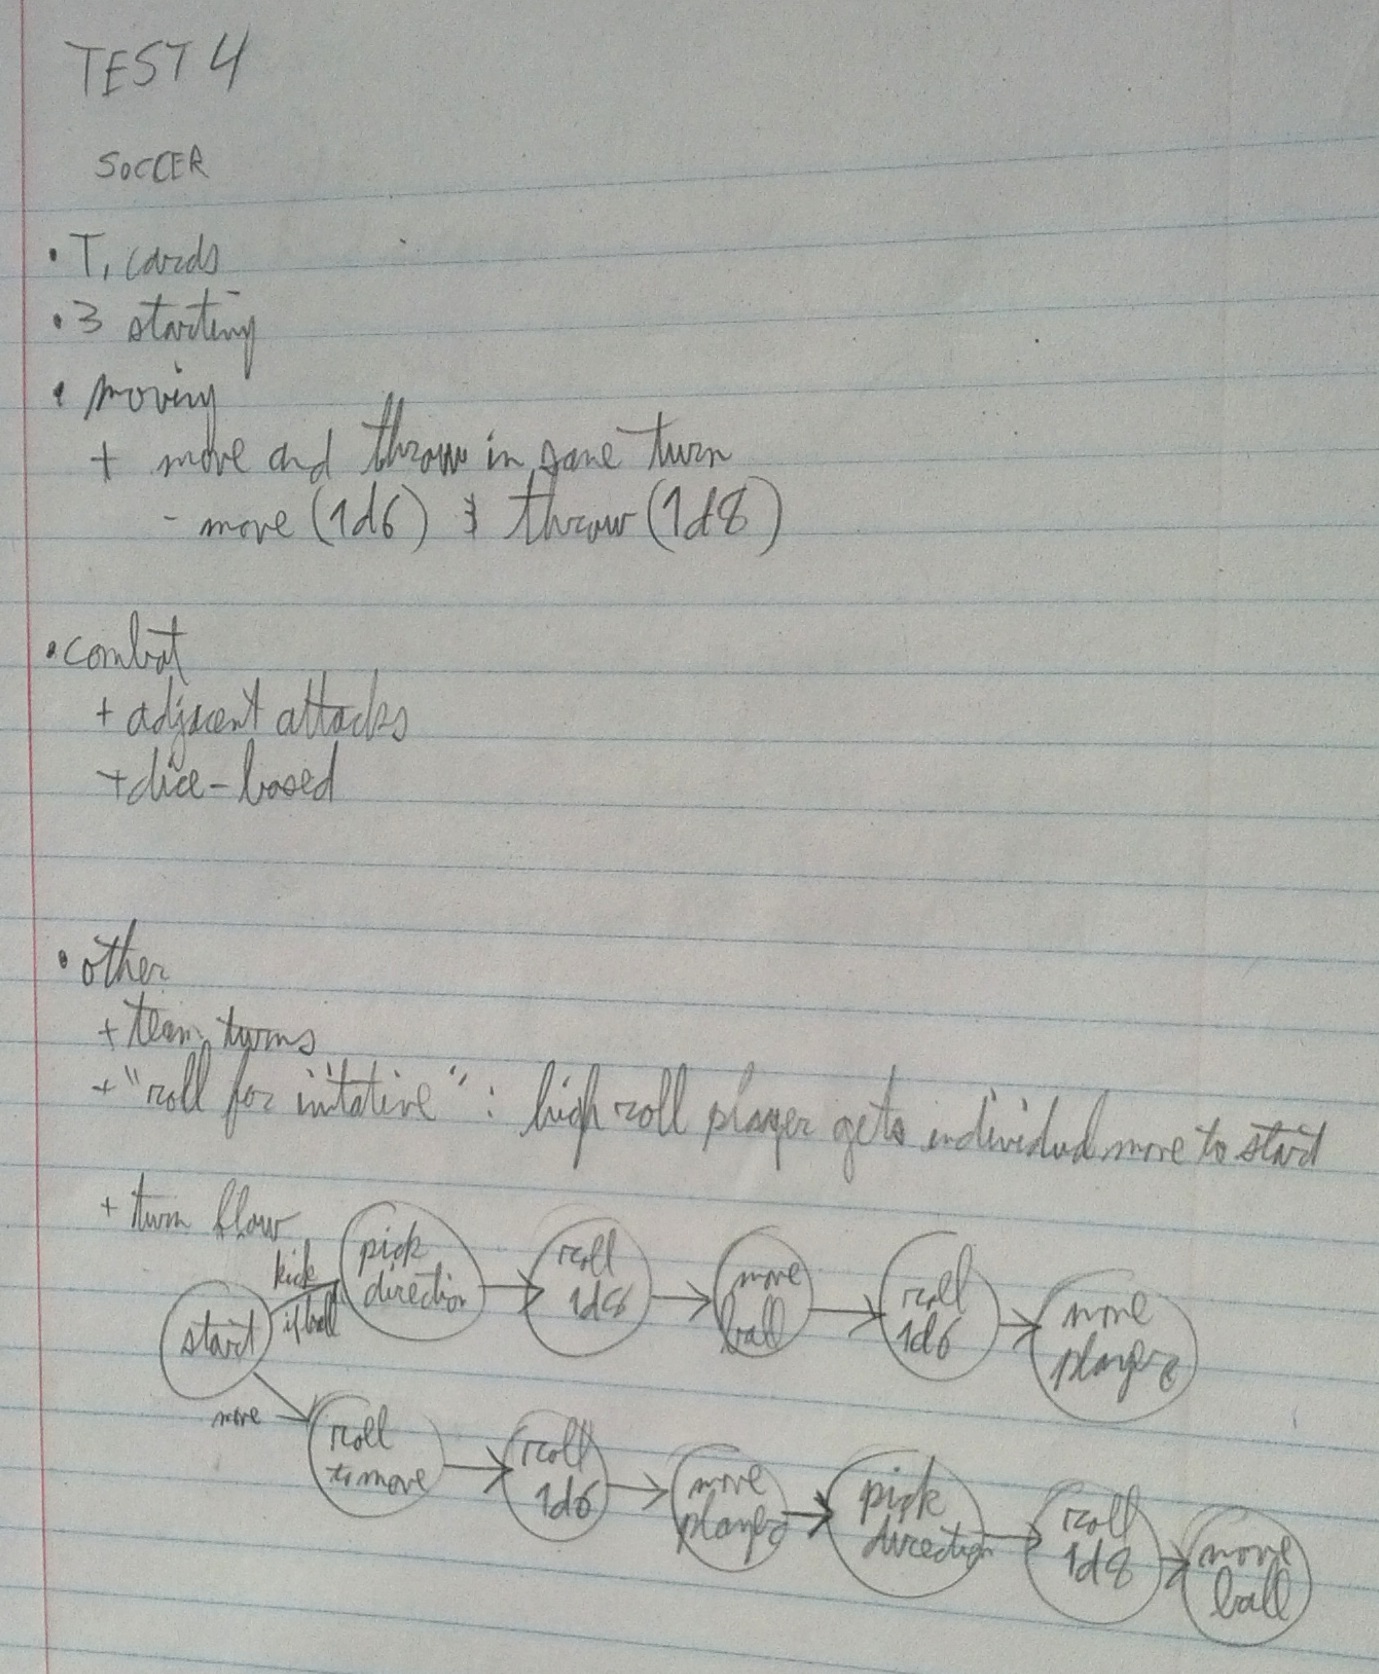 TEST 4
SOCCER
• T, cards
• 3 starting
• moving
+ move and throw in same turn
- move (1d6) & throw (1d8)
• combat
+ adjacent attacks
+ dice-based
• other
+ team turns
+ "roll for initative": high roll player gets individual move to start
+ turn flow
start
kick
if ball
pick
direction
roll
1d8
move
ball
roll
1d6
move
player
move
roll
to move
roll
1d6
move
player
pick
direction
roll
1d8
move
ball